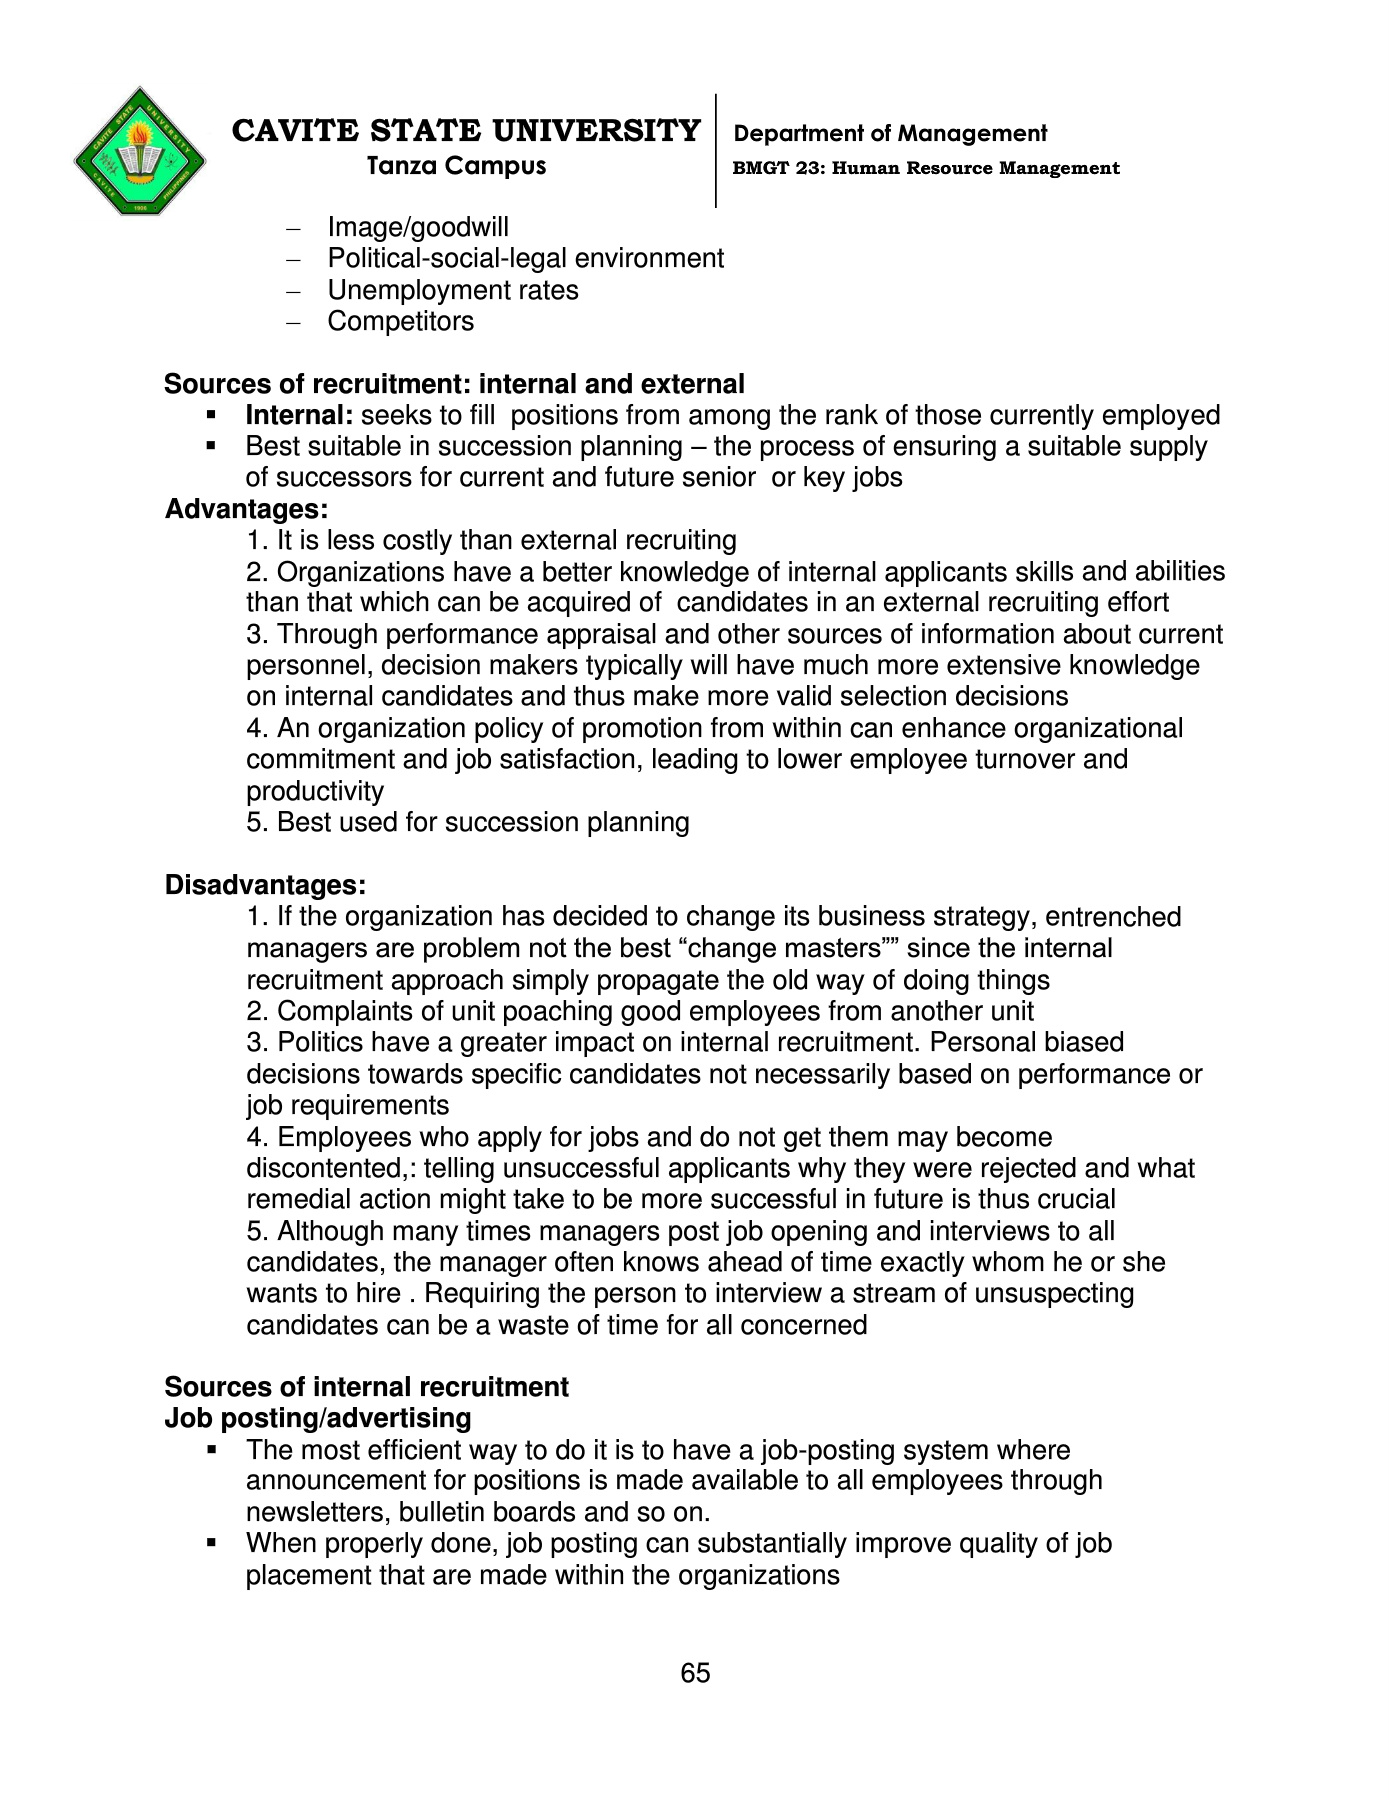 CAVITE STATE UNIVERSITY
Tanza Campus
Department of Management
BMGT 23: Human Resource Management
CAVITE STATE UNIVERSITY
CAVITE
PHILIPPINES
1906
– Image/goodwill
– Political-social-legal environment
– Unemployment rates
– Competitors
Sources of recruitment: internal and external
▪ Internal: seeks to fill  positions from among the rank of those currently employed
▪ Best suitable in succession planning – the process of ensuring a suitable supply
of successors for current and future senior  or key jobs
Advantages:
1. It is less costly than external recruiting
2. Organizations have a better knowledge of internal applicants skills and abilities
than that which can be acquired of  candidates in an external recruiting effort
3. Through performance appraisal and other sources of information about current
personnel, decision makers typically will have much more extensive knowledge
on internal candidates and thus make more valid selection decisions
4. An organization policy of promotion from within can enhance organizational
commitment and job satisfaction, leading to lower employee turnover and
productivity
5. Best used for succession planning
Disadvantages:
1. If the organization has decided to change its business strategy, entrenched
managers are problem not the best “change masters”” since the internal
recruitment approach simply propagate the old way of doing things
2. Complaints of unit poaching good employees from another unit
3. Politics have a greater impact on internal recruitment. Personal biased
decisions towards specific candidates not necessarily based on performance or
job requirements
4. Employees who apply for jobs and do not get them may become
discontented,: telling unsuccessful applicants why they were rejected and what
remedial action might take to be more successful in future is thus crucial
5. Although many times managers post job opening and interviews to all
candidates, the manager often knows ahead of time exactly whom he or she
wants to hire . Requiring the person to interview a stream of unsuspecting
candidates can be a waste of time for all concerned
Sources of internal recruitment
Job posting/advertising
▪ The most efficient way to do it is to have a job-posting system where
announcement for positions is made available to all employees through
newsletters, bulletin boards and so on.
▪ When properly done, job posting can substantially improve quality of job
placement that are made within the organizations
65